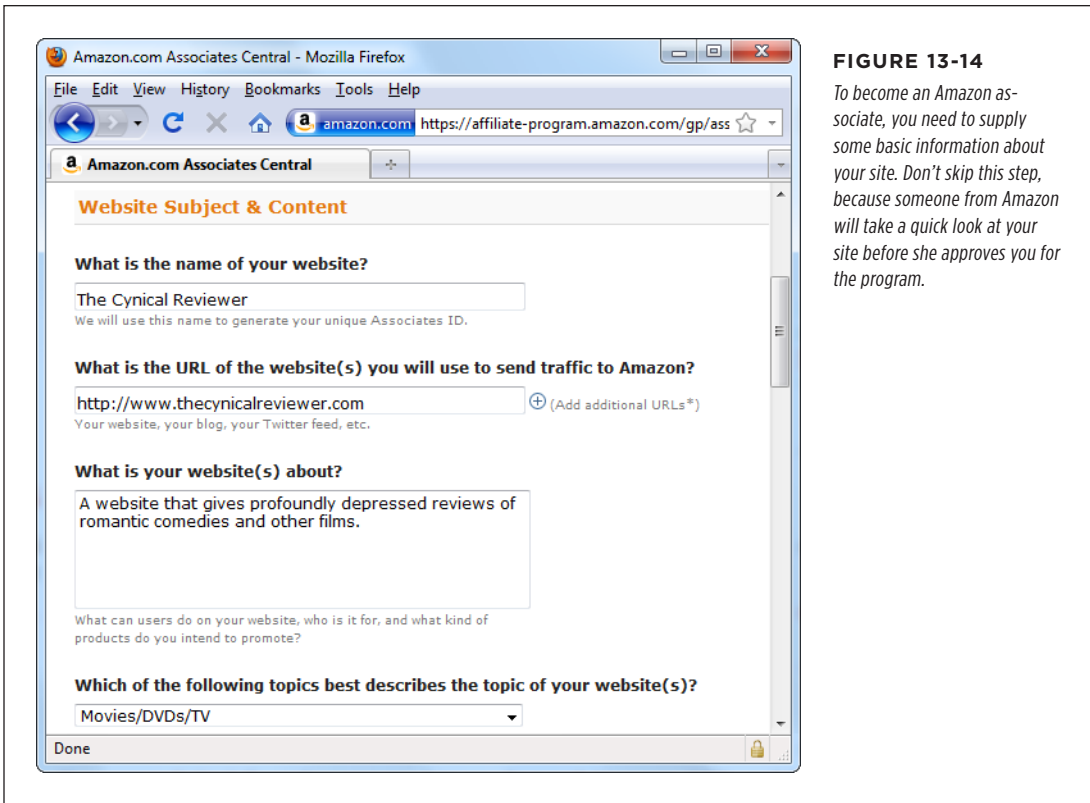 Amazon.com Associates Central - Mozilla Firefox
File Edit View History Bookmarks Tools Help
a amazon.com https://affiliate-program.amazon.com/gp/ass
a Amazon.com Associates Central
Website Subject & Content
What is the name of your website?
The Cynical Reviewer
We will use this name to generate your unique Associates ID.
What is the URL of the website(s) you will use to send traffic to Amazon?
http://www.thecynicalreviewer.com (Add additional URLs*)
Your website, your blog, your Twitter feed, etc.
What is your website(s) about?
A website that gives profoundly depressed reviews of
romantic comedies and other films.
What can users do on your website, who is it for, and what kind of
products do you intend to promote?
Which of the following topics best describes the topic of your website(s)?
Movies/DVDs/TV
Done
FIGURE 13-14
To become an Amazon as-
sociate, you need to supply
some basic information about
your site. Don't skip this step,
because someone from Amazon
will take a quick look at your
site before she approves you for
the program.